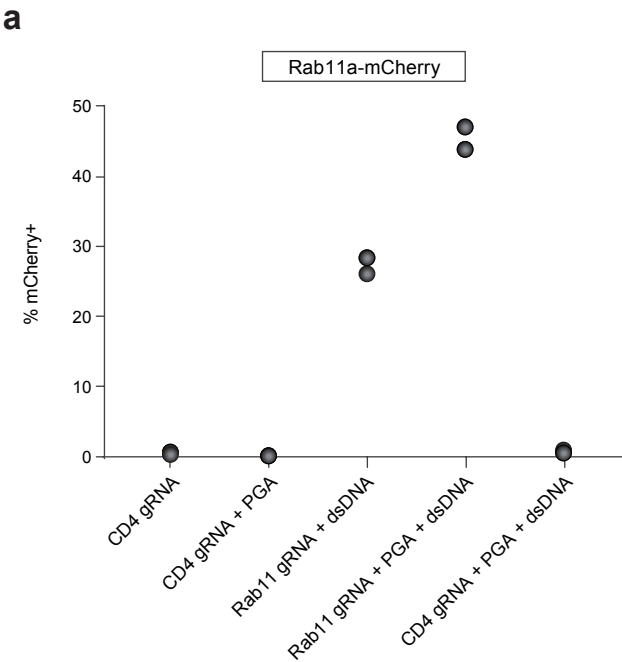 a
Rab11a-mCherry
50
40
30
20
10
0
% mCherry+
CD4 gRNA
CD4 gRNA + PGA
Rab11 gRNA + dsDNA
Rab11 gRNA + PGA + dsDNA
CD4 gRNA + PGA + dsDNA